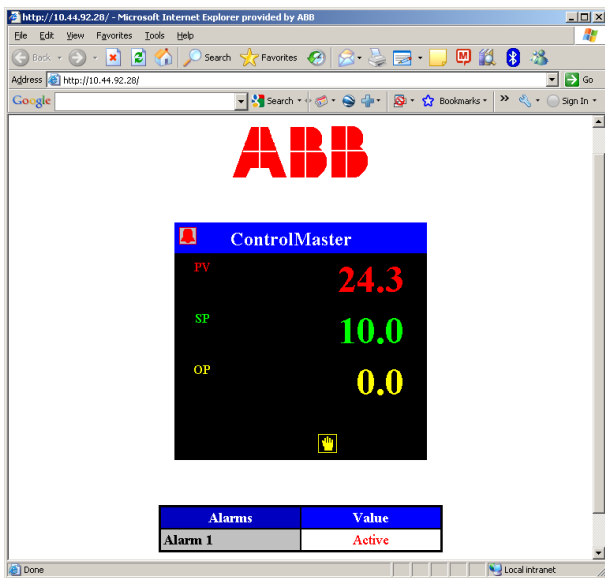 http://10.44.92.28/ - Microsoft Internet Explorer provided by ABB
File Edit View Favorites Tools Help
Back Search Favorites
Address http://10.44.92.28/ Go
Google Search Bookmarks Sign In
ABB
ControlMaster
PV 24.3
SP 10.0
OP 0.0
Alarms Value
Alarm 1 Active
Done Local intranet